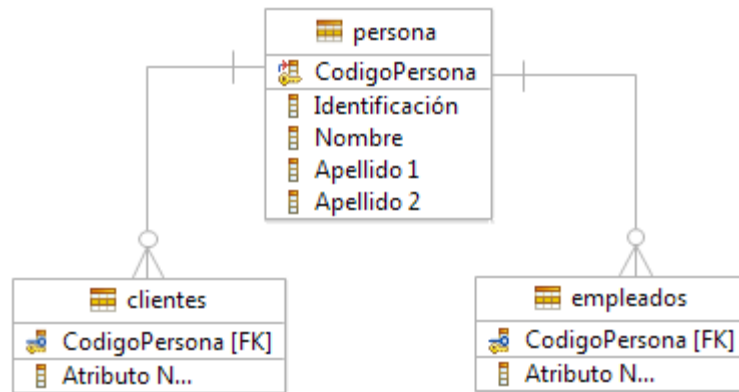 persona
CodigoPersona
Identificación
Nombre
Apellido 1
Apellido 2
clientes
CodigoPersona [FK]
Atributo N...
empleados
CodigoPersona [FK]
Atributo N...